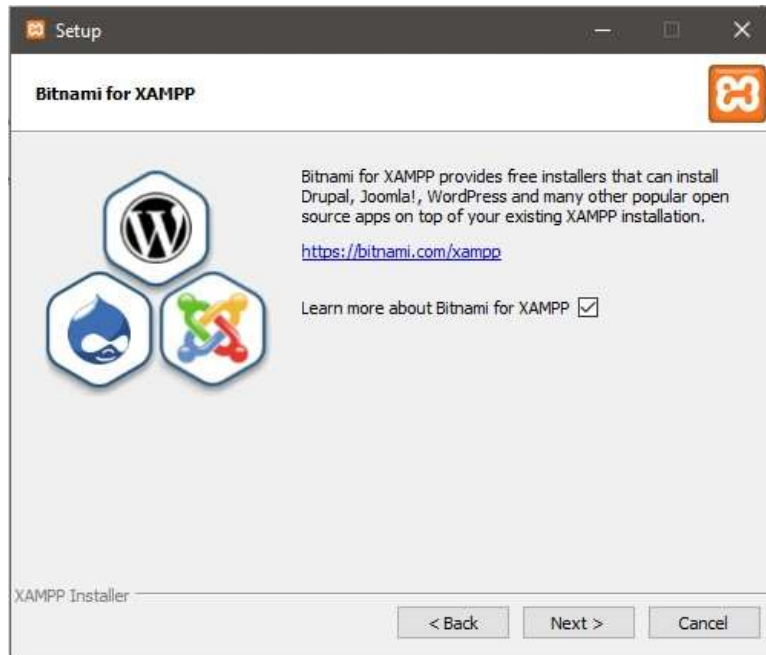 Setup
Bitnami for XAMPP
Bitnami for XAMPP provides free installers that can install
Drupal, Joomla!, WordPress and many other popular open
source apps on top of your existing XAMPP installation.
https://bitnami.com/xampp
Learn more about Bitnami for XAMPP
XAMPP Installer
< Back
Next >
Cancel